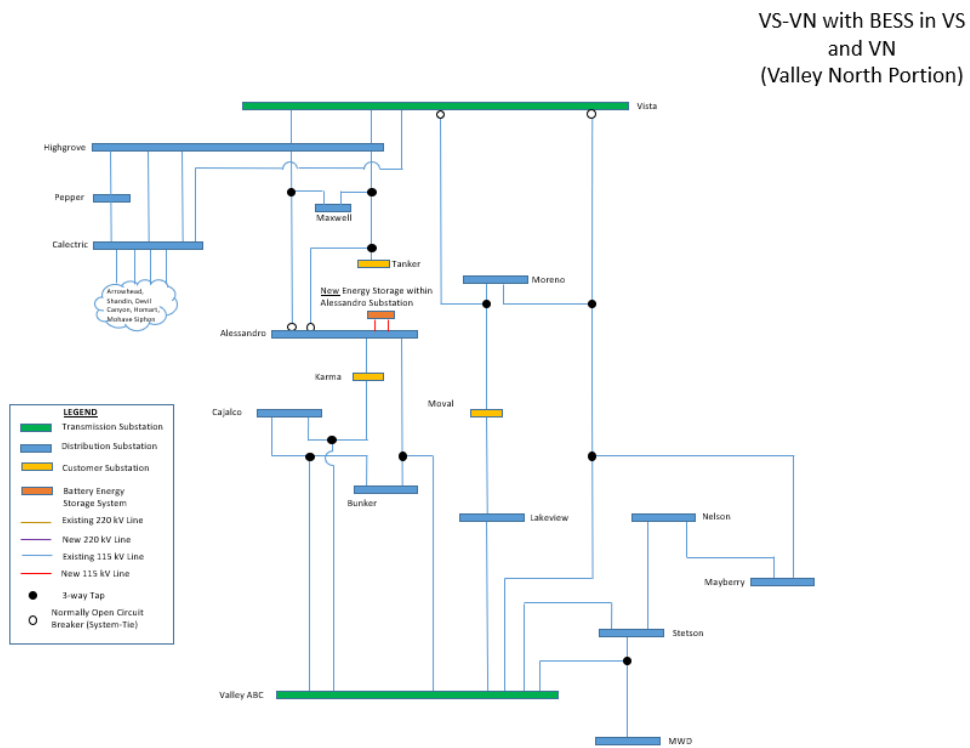 VS-VN with BESS in VS
and VN
(Valley North Portion)
Vista
Highgrove
Pepper
Maxwell
Calectric
Tanker
Moreno
Arrowhead,
Shandin, Devil
Canyon, Homart,
Mohave Siphon
New Energy Storage within
Alessandro Substation
Alessandro
Karma
Moval
Cajalco
Bunker
Lakeview
Nelson
Mayberry
Stetson
Valley ABC
MWD
LEGEND
Transmission Substation
Distribution Substation
Customer Substation
Battery Energy
Storage System
Existing 220 kV Line
New 220 kV Line
Existing 115 kV Line
New 115 kV Line
3-way Tap
Normally Open Circuit
Breaker (System-Tie)